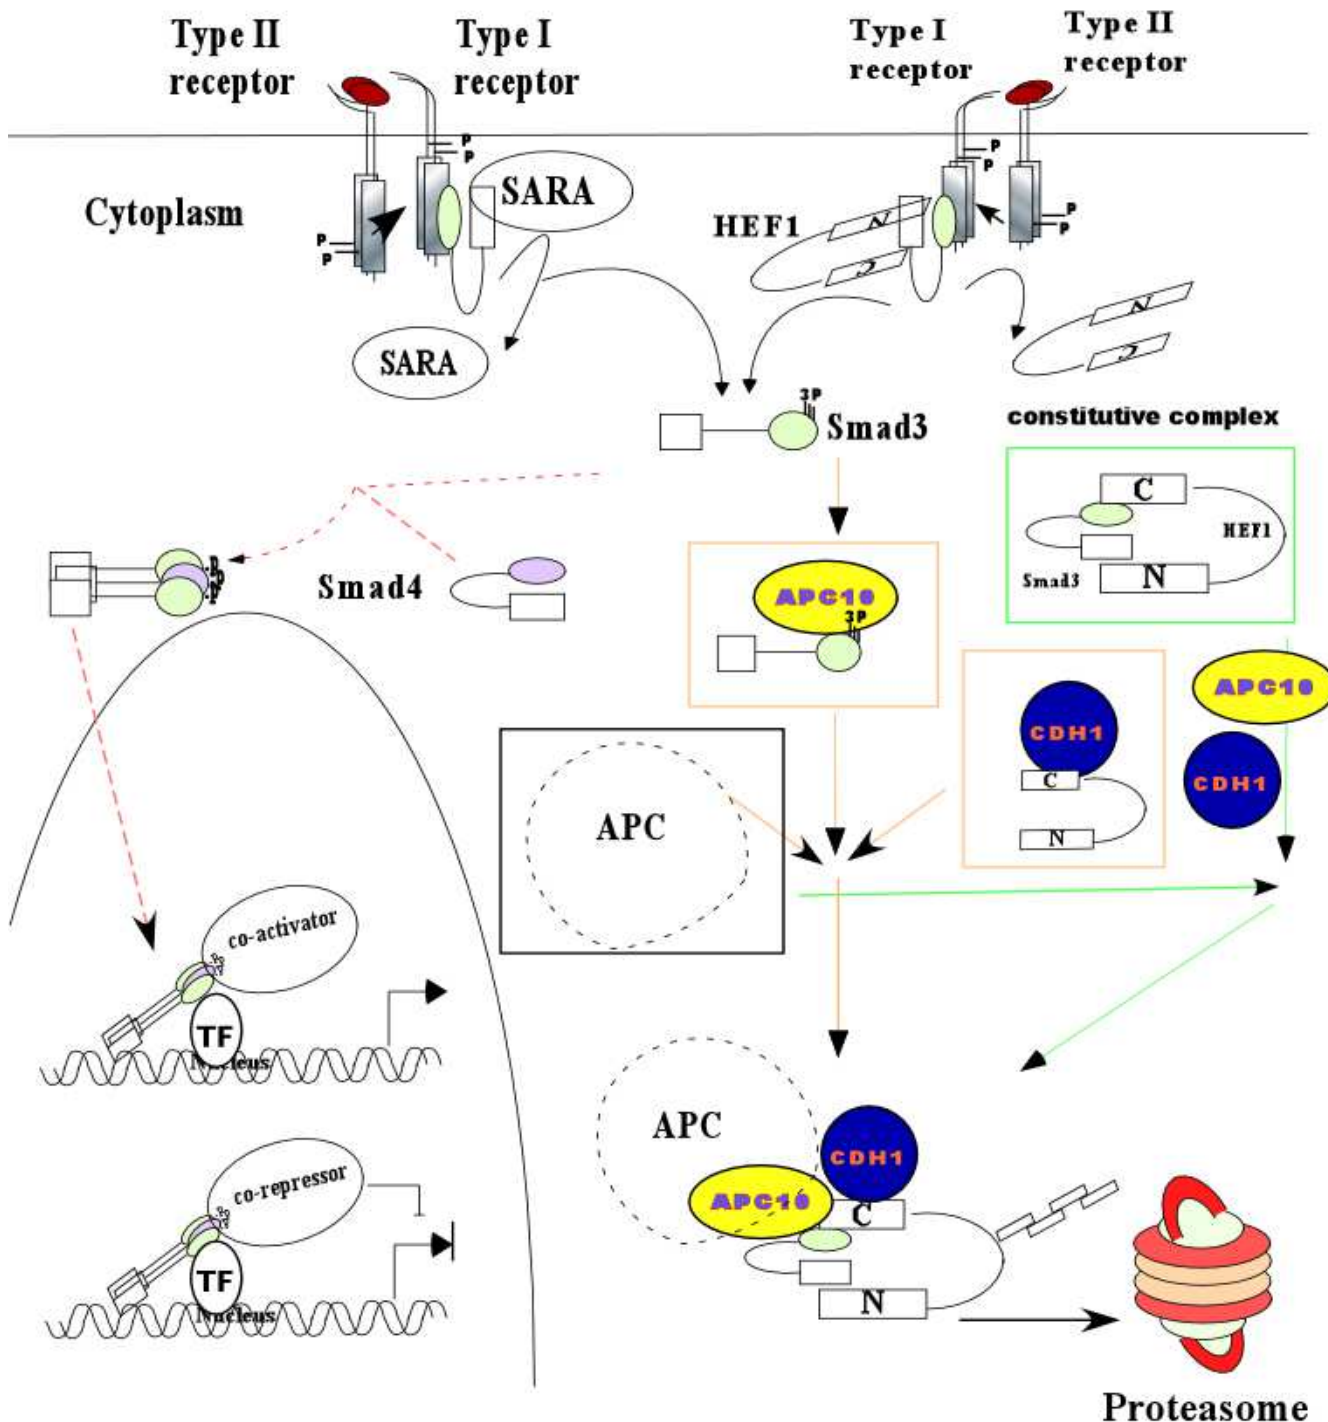 Type II
receptor
Type I
receptor
Type I
receptor
Type II
receptor
P
P
P
P
SARA
Cytoplasm
P
P
HEF1
N
C
P
P
SARA
N
C
3P
Smad3
constitutive complex
C
HEF1
Smad3
N
.P
.P
.P
Smad4
APC10
3P
APC10
CDH1
C
N
CDH1
APC
co-activator
TF
Nucleus
APC
CDH1
APC10
C
N
co-repressor
TF
Nucleus
Proteasome